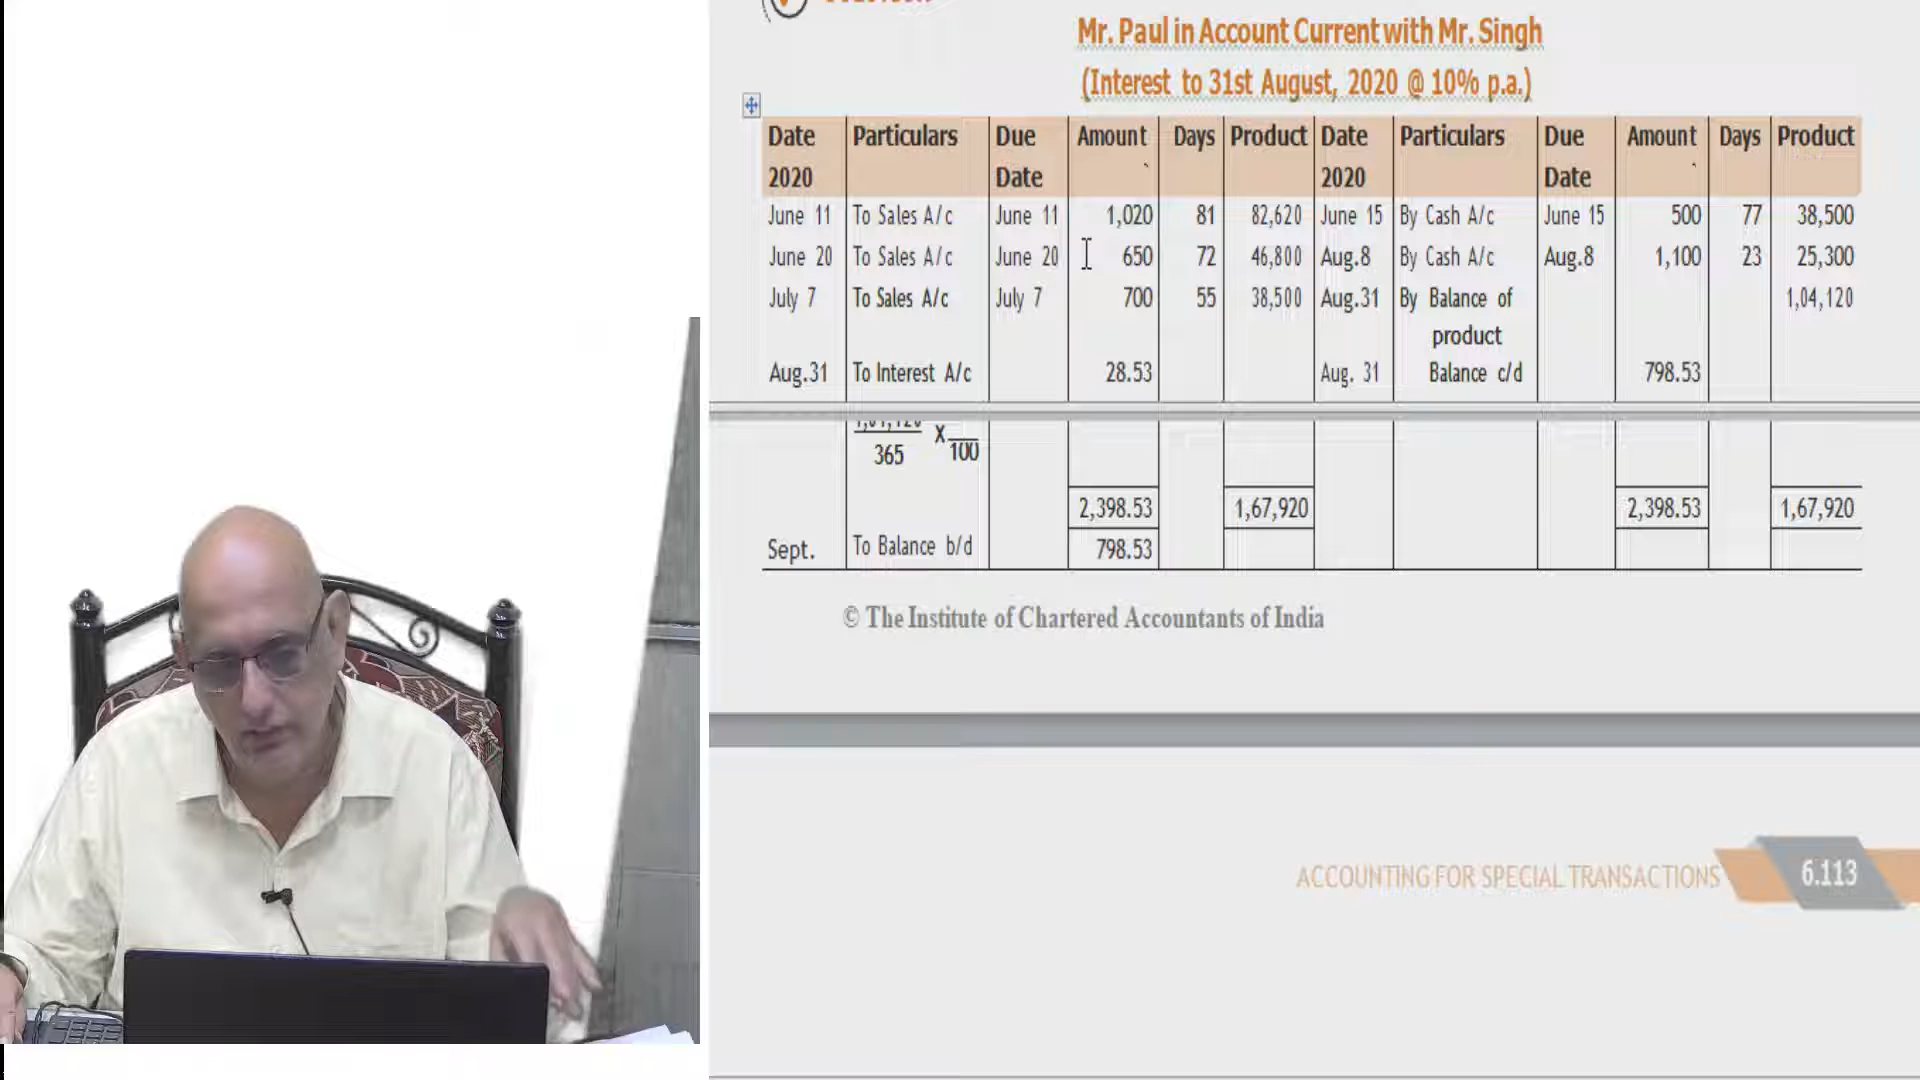 Mr. Paul in Account Current with Mr. Singh
(Interest to 31st August, 2020 @ 10% p.a.)
Date Particulars Due Amount Days Product Date Particulars Due Amount Days Product
2020 Date 2020 Date
June 11 To Sales A/c June 11 1,020 81 82,620 June 15 By Cash A/c June 15 500 77 38,500
June 20 To Sales A/c June 20 650 72 46,800 Aug.8 By Cash A/c Aug.8 1,100 23 25,300
July 7 To Sales A/c July 7 700 55 38,500 Aug.31 By Balance of 1,04,120
product
Aug.31 To Interest A/c 28.53 Aug. 31 Balance c/d 798.53
x
365 100
2,398.53 1,67,920 2,398.53 1,67,920
Sept. To Balance b/d 798.53
© The Institute of Chartered Accountants of India
ACCOUNTING FOR SPECIAL TRANSACTIONS 6.113